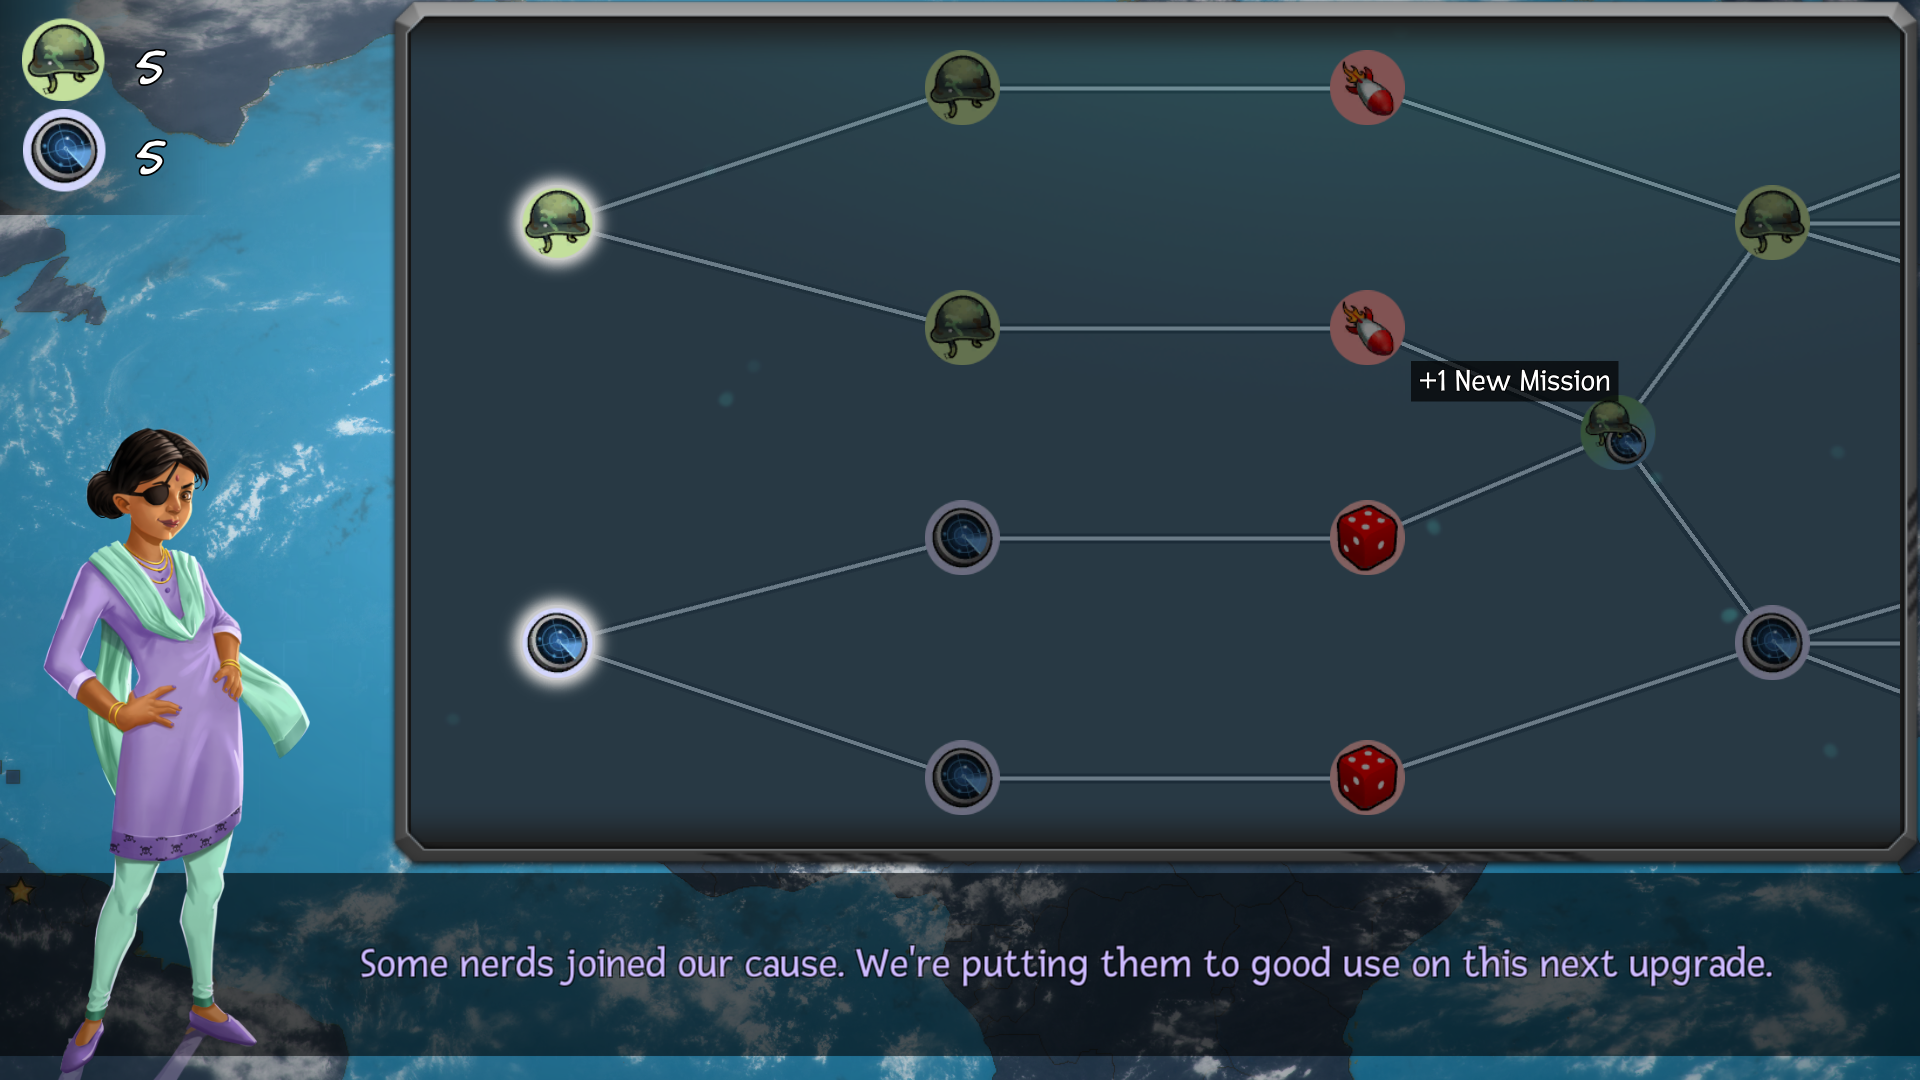 5
5
+1 New Mission
Some nerds joined our cause. We're putting them to good use on this next upgrade.